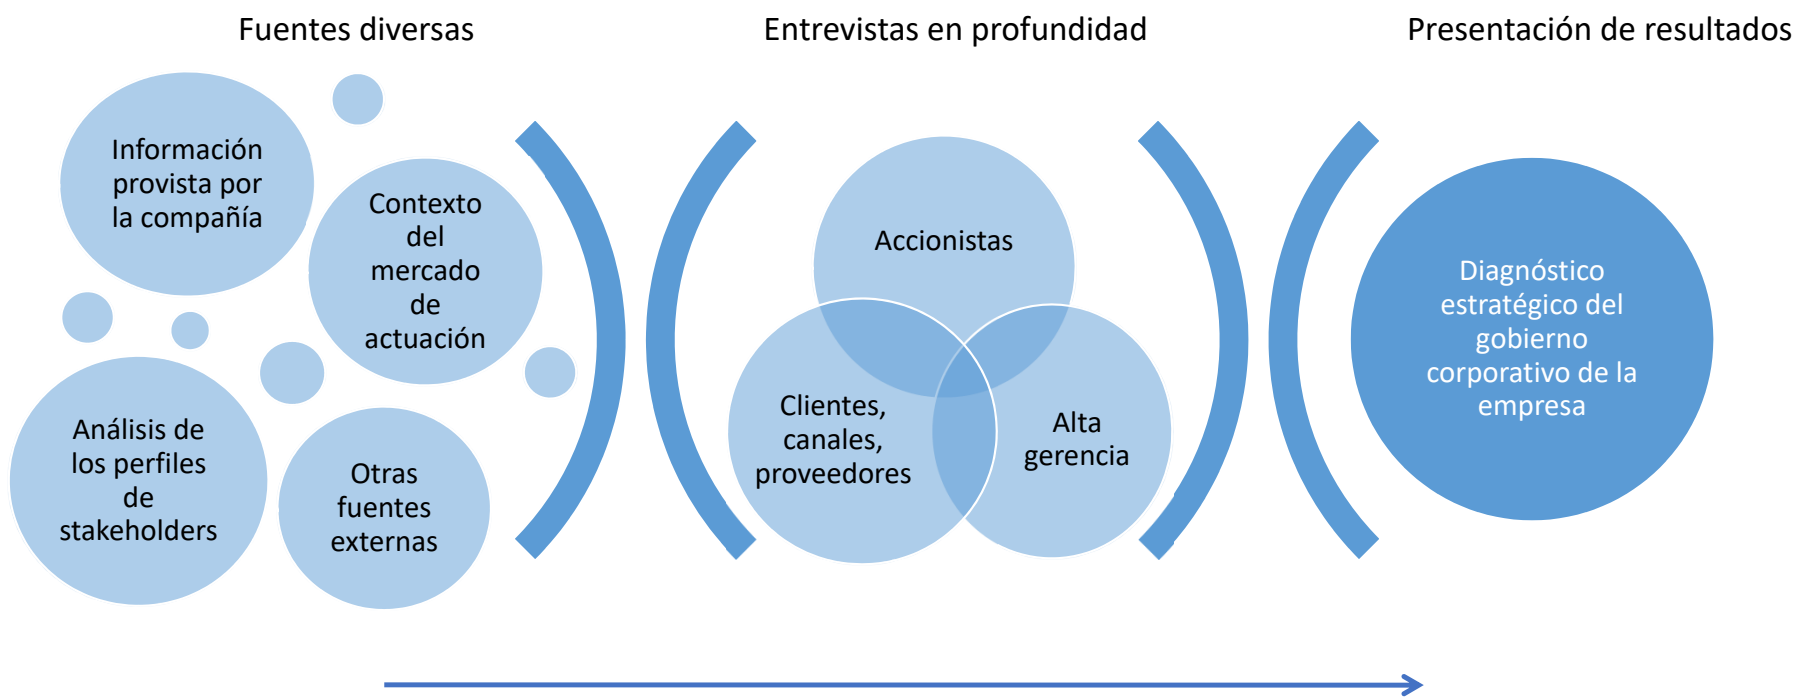 Fuentes diversas
Entrevistas en profundidad
Presentación de resultados
Información
provista por
la compañía
Contexto
del
mercado
de
actuación
Análisis de
los perfiles
de
stakeholders
Otras
fuentes
externas
Accionistas
Clientes,
canales,
proveedores
Alta
gerencia
Diagnóstico
estratégico del
gobierno
corporativo de la
empresa